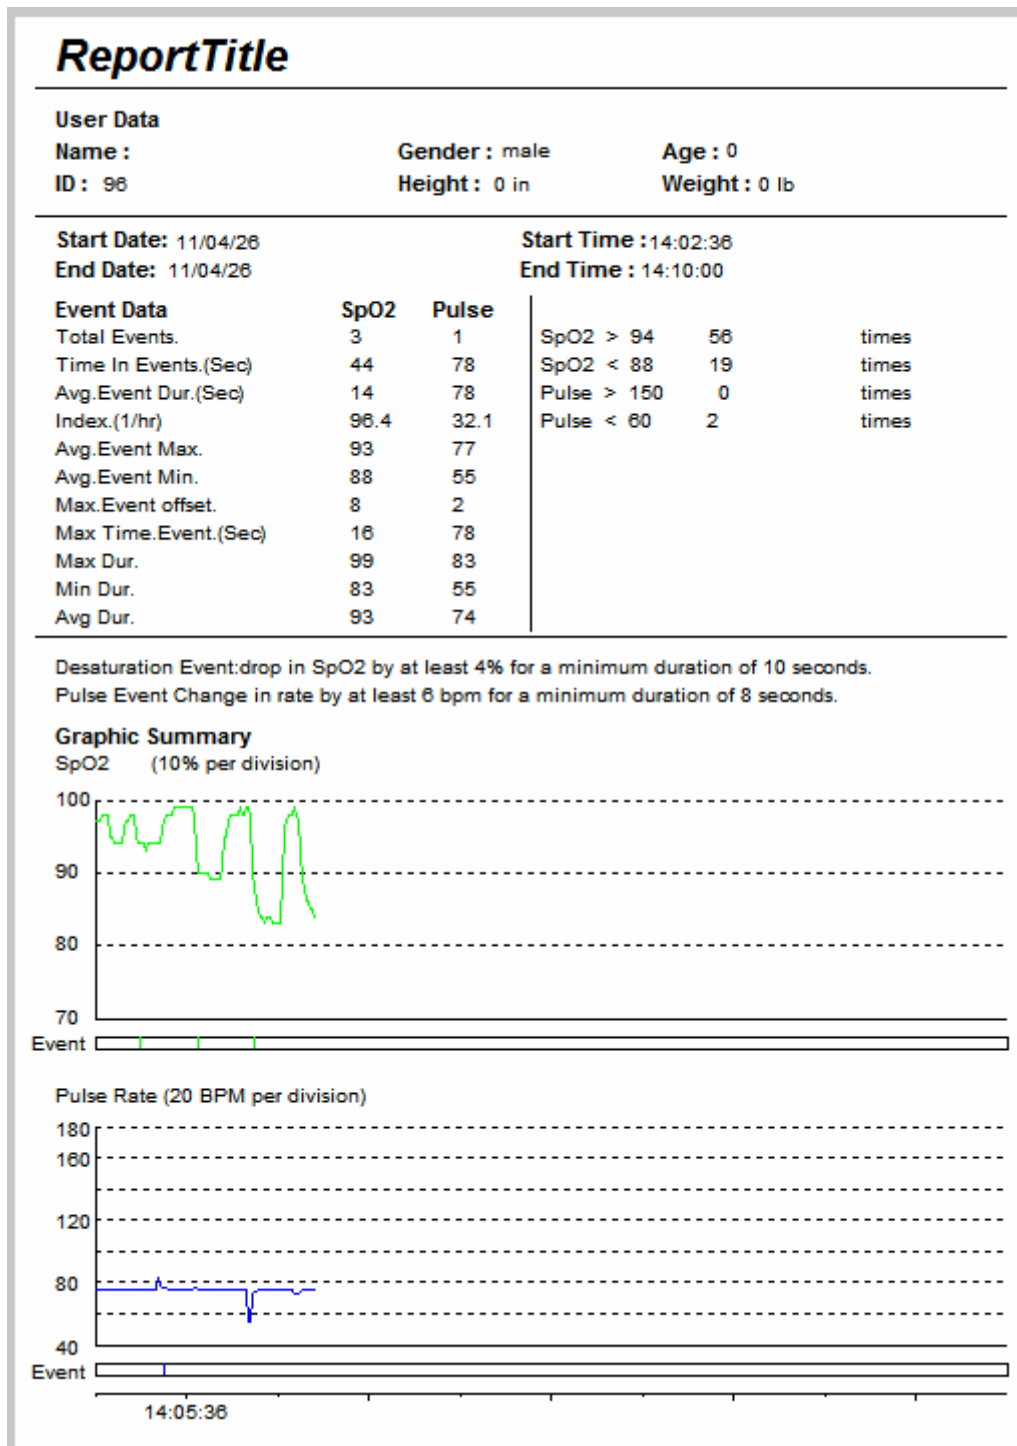 ReportTitle
User Data
Name : Gender : male Age : 0
ID : 96 Height : 0 in Weight : 0 lb
Start Date: 11/04/26 Start Time : 14:02:36
End Date: 11/04/26 End Time : 14:10:00
Event Data SpO2 Pulse
Total Events. 3 1 SpO2 > 94 56 times
Time In Events.(Sec) 44 78 SpO2 < 88 19 times
Avg.Event Dur.(Sec) 14 78 Pulse > 150 0 times
Index.(1/hr) 96.4 32.1 Pulse < 60 2 times
Avg.Event Max. 93 77
Avg.Event Min. 88 55
Max.Event offset. 8 2
Max Time.Event.(Sec) 16 78
Max Dur. 99 83
Min Dur. 83 55
Avg Dur. 93 74
Desaturation Event:drop in SpO2 by at least 4% for a minimum duration of 10 seconds.
Pulse Event Change in rate by at least 6 bpm for a minimum duration of 8 seconds.
Graphic Summary
SpO2 (10% per division)
100
90
80
70
Event
Pulse Rate (20 BPM per division)
180
160
120
80
40
Event
14:05:36